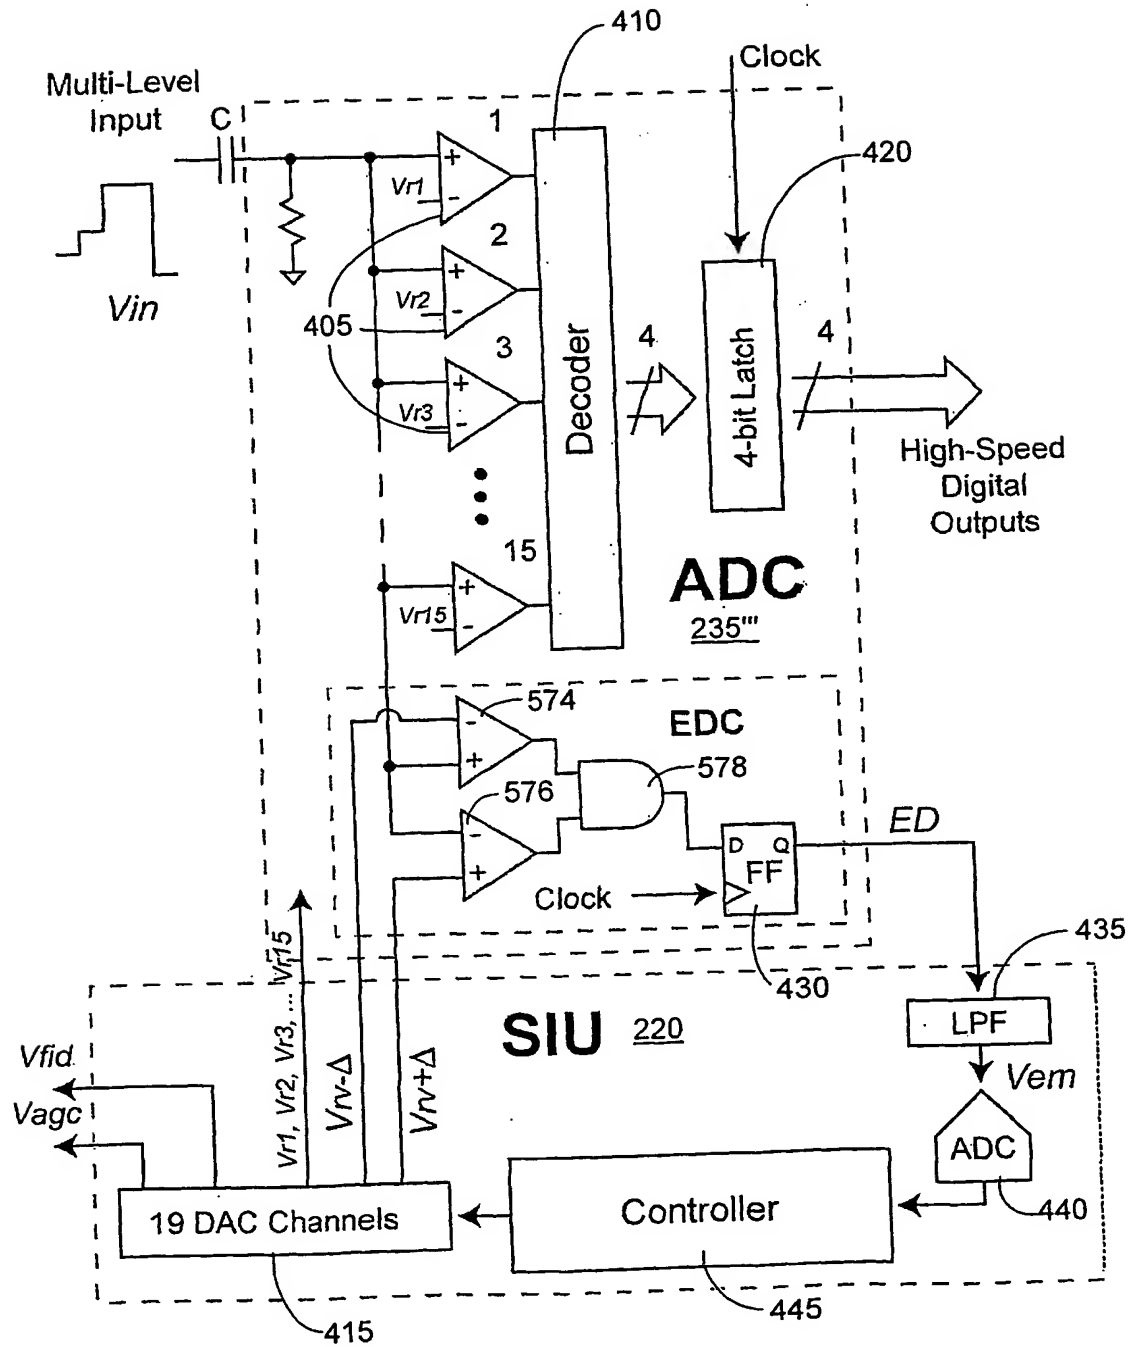 410
Clock
Multi-Level
Input
C
1
420
+
Vr1
-
2
Vin
+
Vr2
-
405
3
4
4
+
Vr3
-
Decoder
4-bit Latch
High-Speed
Digital
Outputs
15
ADC
+
Vr15
-
235'''
574
-
EDC
+
578
576
-
ED
D Q
FF
+
Clock
435
430
SIU 220
LPF
Vfid
Vem
Vagc
Vr1, Vr2, Vr3, ... Vr15
Vrv-Δ
Vrv+Δ
ADC
19 DAC Channels
Controller
440
445
415